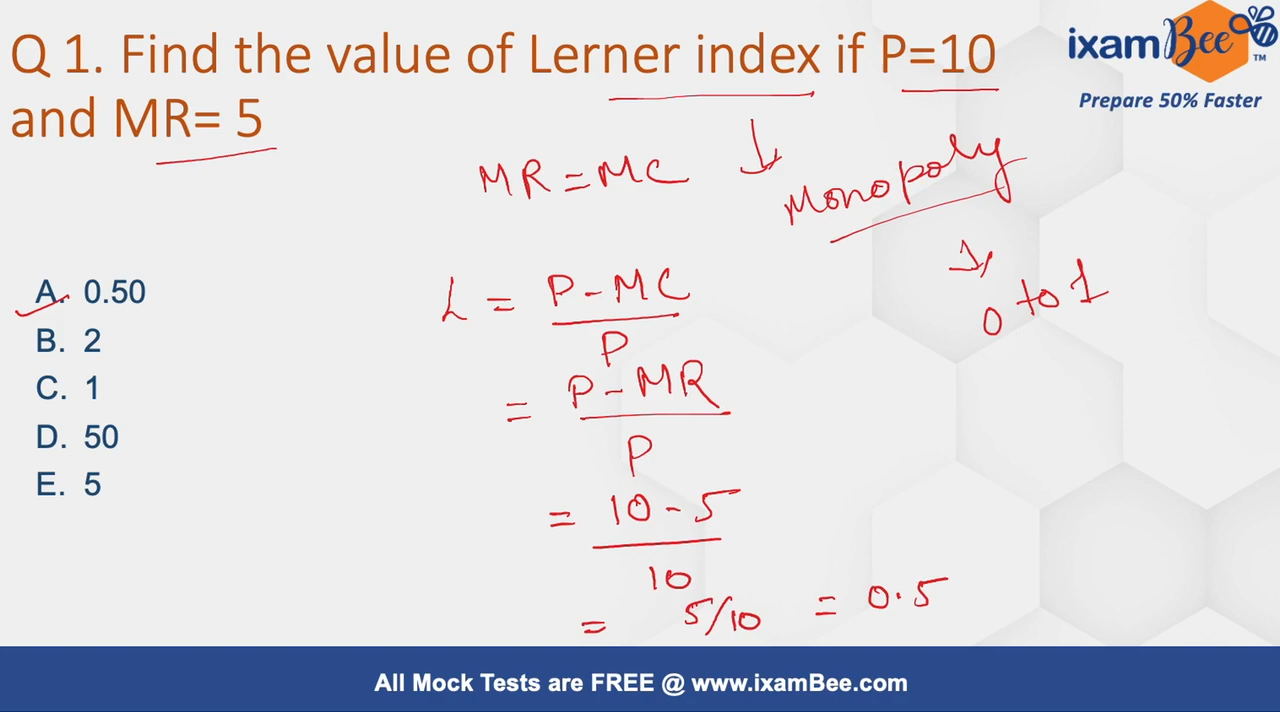 Q 1. Find the value of Lerner index if P=10
and MR= 5
ixamBee
TM
Prepare 50% Faster
MR = MC
Monopoly
0 to 1
A. 0.50
B. 2
C. 1
D. 50
E. 5
L = P - MC
P
= P - MR
P
= 10 - 5
10
= 5/10 = 0.5
All Mock Tests are FREE @ www.ixamBee.com